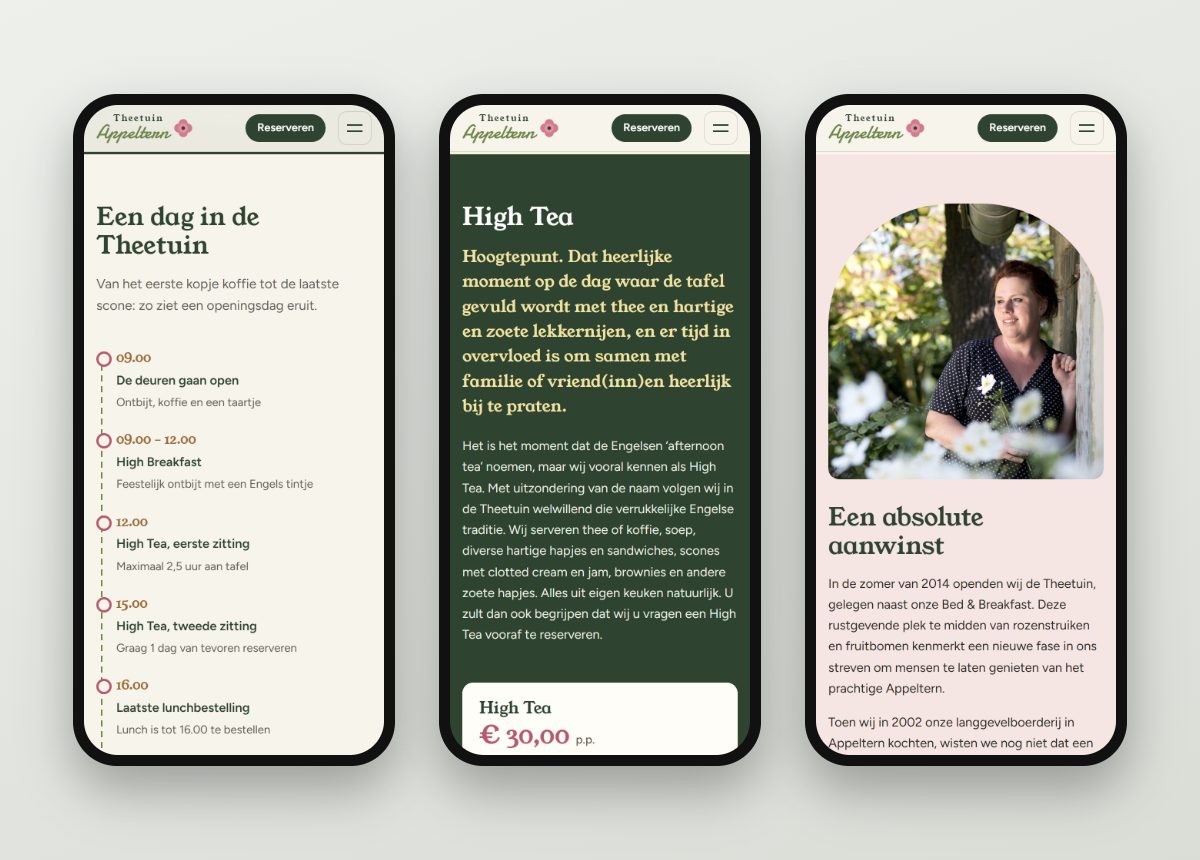 Theetuin
Appeltern
Reserveren
Een dag in de
Theetuin
Van het eerste kopje koffie tot de laatste
scone: zo ziet een openingsdag eruit.
09.00
De deuren gaan open
Ontbijt, koffie en een taartje
09.00 – 12.00
High Breakfast
Feestelijk ontbijt met een Engels tintje
12.00
High Tea, eerste zitting
Maximaal 2,5 uur aan tafel
15.00
High Tea, tweede zitting
Graag 1 dag van tevoren reserveren
16.00
Laatste lunchbestelling
Lunch is tot 16.00 te bestellen
Theetuin
Appeltern
Reserveren
High Tea
Hoogtepunt. Dat heerlijke
moment op de dag waar de tafel
gevuld wordt met thee en hartige
en zoete lekkernijen, en er tijd in
overvloed is om samen met
familie of vriend(inn)en heerlijk
bij te praten.
Het is het moment dat de Engelsen ‘afternoon
tea’ noemen, maar wij vooral kennen als High
Tea. Met uitzondering van de naam volgen wij in
de Theetuin welwillend die verrukkelijke Engelse
traditie. Wij serveren thee of koffie, soep,
diverse hartige hapjes en sandwiches, scones
met clotted cream en jam, brownies en andere
zoete hapjes. Alles uit eigen keuken natuurlijk. U
zult dan ook begrijpen dat wij u vragen een High
Tea vooraf te reserveren.
High Tea
€ 30,00 p.p.
Theetuin
Appeltern
Reserveren
Een absolute
aanwinst
In de zomer van 2014 openden wij de Theetuin,
gelegen naast onze Bed & Breakfast. Deze
rustgevende plek te midden van rozenstruiken
en fruitbomen kenmerkt een nieuwe fase in ons
streven om mensen te laten genieten van het
prachtige Appeltern.
Toen wij in 2002 onze langgevelboerderij in
Appeltern kochten, wisten we nog niet dat een